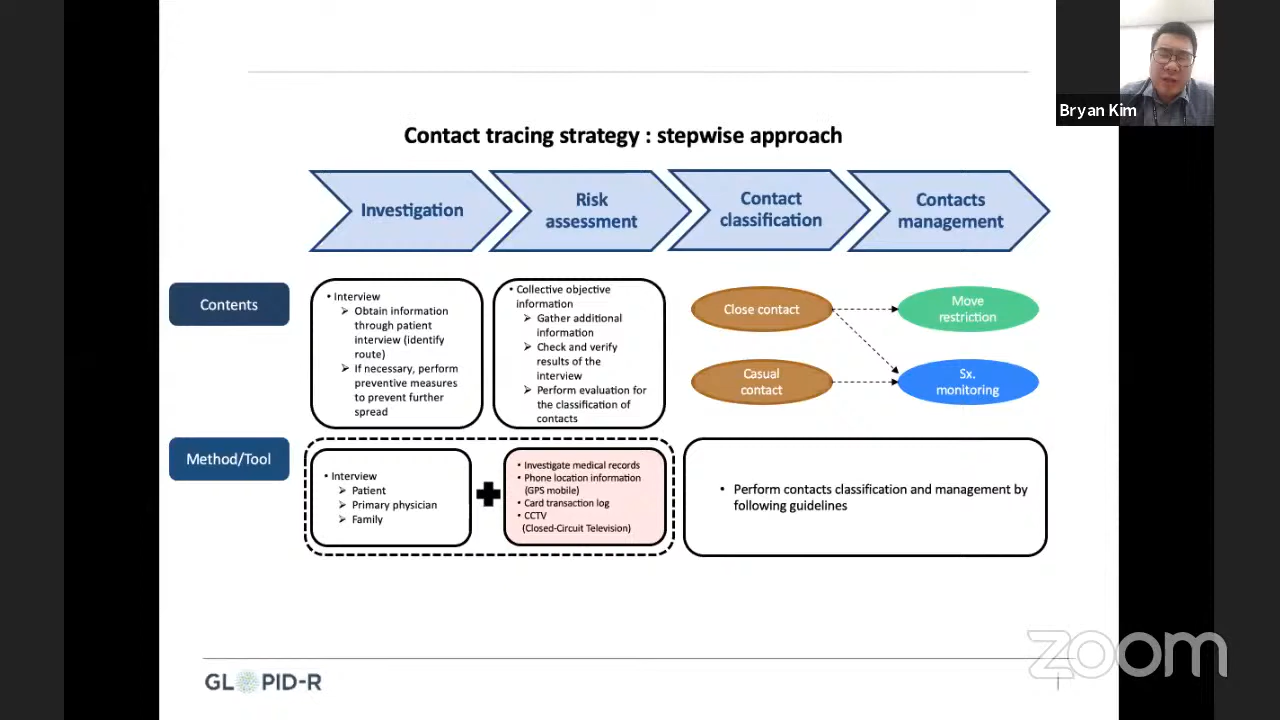 Bryan Kim
Contact tracing strategy : stepwise approach
Investigation
Risk
assessment
Contact
classification
Contacts
management
Contents
• Interview
➢ Obtain information
through patient
interview (identify
route)
➢ If necessary, perform
preventive measures
to prevent further
spread
• Collective objective
information
➢ Gather additional
information
➢ Check and verify
results of the
interview
➢ Perform evaluation for
the classification of
contacts
Close contact
Casual
contact
Move
restriction
Sx.
monitoring
Method/Tool
• Interview
➢ Patient
➢ Primary physician
➢ Family
• Investigate medical records
• Phone location information
(GPS mobile)
• Card transaction log
• CCTV
(Closed-Circuit Television)
• Perform contacts classification and management by
following guidelines
GLOPID-R
zoom